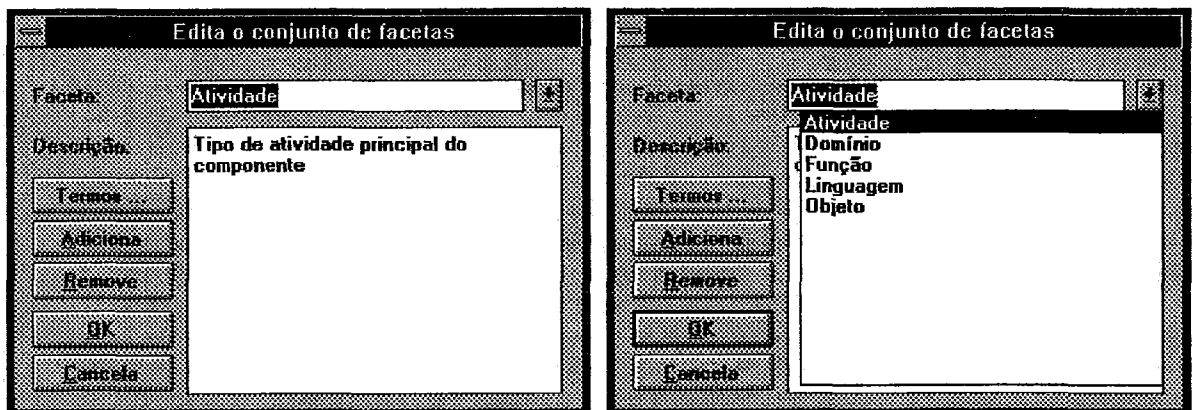 Edita o conjunto de facetas
Faceta: Atividade
Descrição: Tipo de atividade principal do
componente
Termos ...
Adiciona
Remove
OK
Cancela
Edita o conjunto de facetas
Faceta: Atividade
Atividade
Descrição: Domínio
Função
Linguagem
Objeto
Termos ...
Adiciona
Remove
OK
Cancela